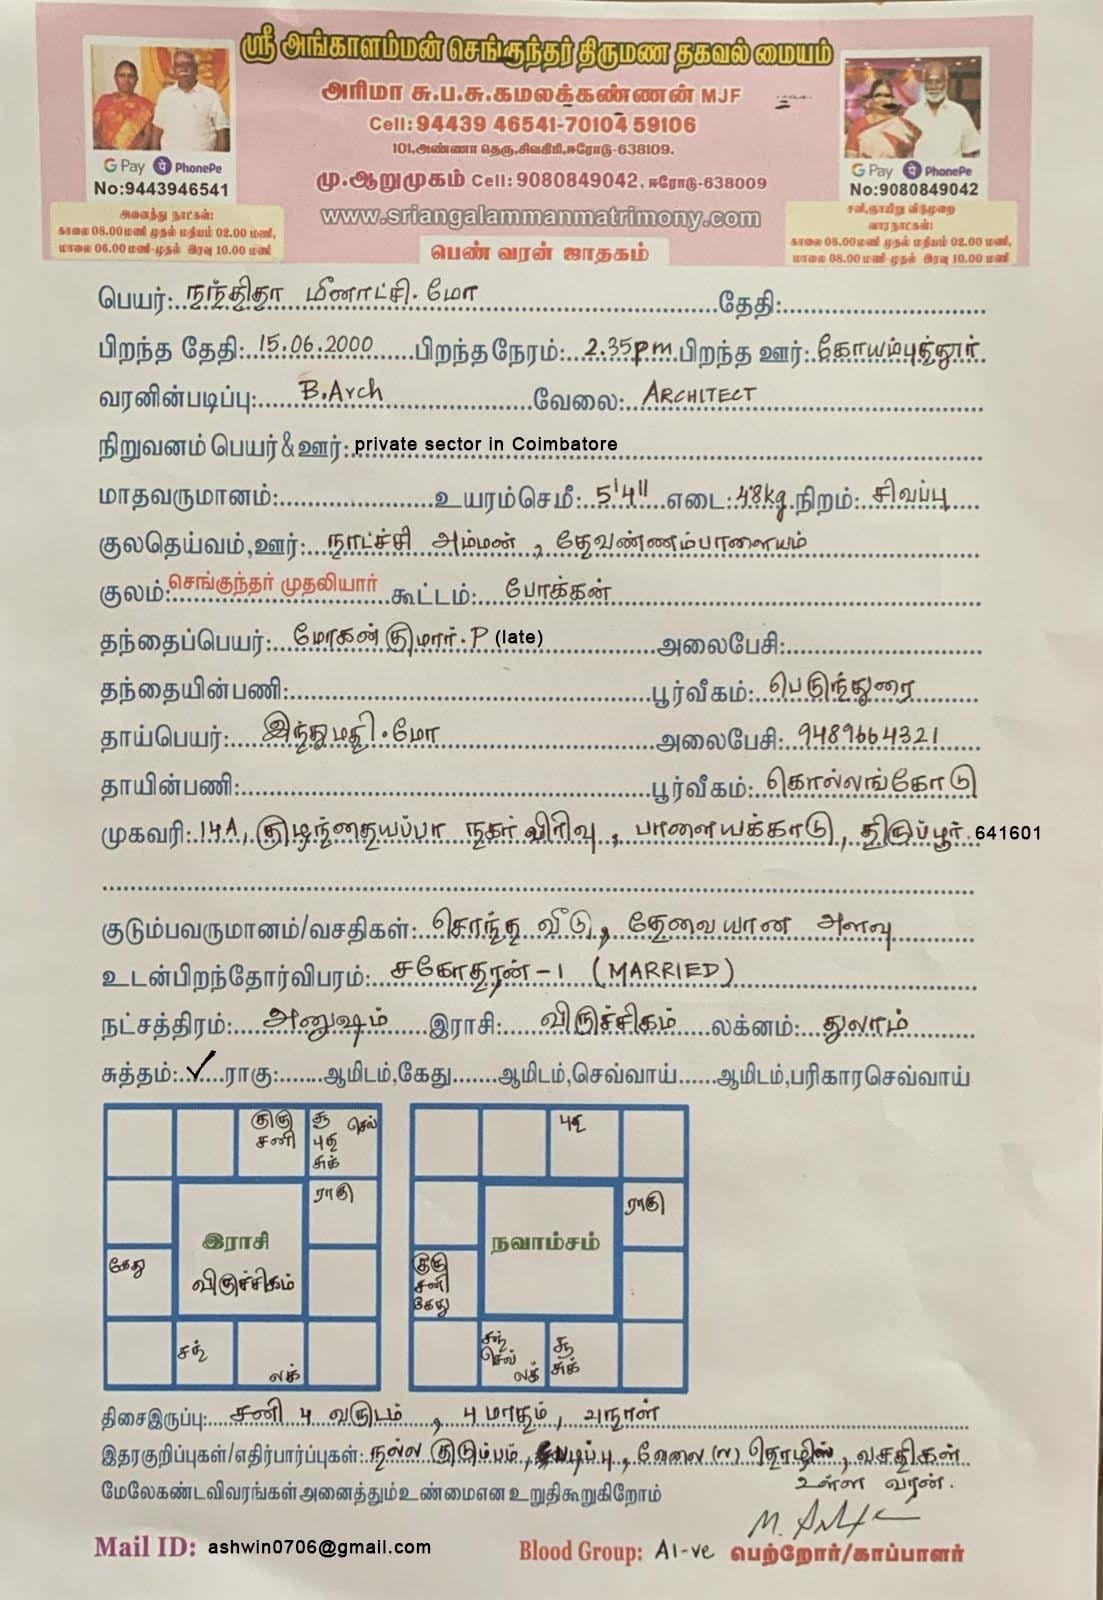 ஸ்ரீ அங்காளம்மன் செங்குந்தர் திருமண தகவல் மையம்
அரிமா சு.ப.சு.கமலக்கண்ணன் MJF
Cell:94439 46541-70104 59106
101,அண்ணா தெரு,சிவகிரி,ஈரோடு-638109.
மு.ஆறுமுகம் Cell: 9080849042, ஈரோடு-638009
www.sriangalammanmatrimony.com
G Pay PhonePe
No:9443946541
அனைத்து நாட்கள்:
காலை 08.00மணி முதல் மதியம் 02.00 மணி,
மாலை 06.00 மணி-முதல் இரவு 10.00 மணி
G Pay PhonePe
No:9080849042
சனி,ஞாயிறு விடுமுறை
வாரநாட்கள்:
காலை 08.00மணி முதல் மதியம் 02.00 மணி,
மாலை 08.00 மணி-முதல் இரவு 10.00 மணி
பெண் வரன் ஜாதகம்
பெயர்: நந்திதா மீனாட்சி.மோ தேதி:
பிறந்த தேதி: 15.06.2000 பிறந்தநேரம்: 2.35pm பிறந்த ஊர்: கோயம்புத்தூர்
வரனின்படிப்பு: B.Arch வேலை: ARCHITECT
நிறுவனம் பெயர்&ஊர்: private sector in Coimbatore
மாதவருமானம்: உயரம்செமீ: 5'4" எடை: 48kg நிறம்: சிவப்பு
குலதெய்வம்,ஊர்: நாட்ச்சி அம்மன், தேவண்ணம்பாளையம்
குலம்: செங்குந்தர் முதலியார் கூட்டம்: போக்கன்
தந்தைப்பெயர்: மோகன்குமார்.P (late) அலைபேசி:
தந்தையின்பணி: பூர்வீகம்: பெருந்துரை
தாய்பெயர்: இந்துமதி.மோ அலைபேசி: 9489664321
தாயின்பணி: பூர்வீகம்: கொல்லங்கோடு
முகவரி: 14A, குழந்தையப்பா நகர் விரிவு, பாளையக்காடு, திருப்பூர். 641601
குடும்பவருமானம்/வசதிகள்: சொந்த வீடு, தேவையான அளவு
உடன்பிறந்தோர்விபரம்: சகோதரன்-1 (MARRIED)
நட்சத்திரம்: அனுஷம் இராசி: விருச்சிகம் லக்னம்: துலாம்
சுத்தம்: ✓ ராகு: ஆமிடம்,கேது ஆமிடம்,செவ்வாய் ஆமிடம்,பரிகாரசெவ்வாய்
குரு சனி
சூ செவ் புத சுக்
ராகு
இராசி
கேது
விருச்சிகம்
சந்
லக்
புத
ராகு
நவாம்சம்
குரு
சனி
கேது
சந் செவ் லக்
சூ சுக்
திசைஇருப்பு: சனி 4 வருடம், 4 மாதம், 2நாள்
இதரகுறிப்புகள்/எதிர்பார்ப்புகள்: நல்ல குடும்பம், படிப்பு, வேலை (or) தொழில், வசதிகள்
உள்ள வரன்.
மேலேகண்டவிவரங்கள்அனைத்தும்உண்மைஎன உறுதிகூறுகிறோம்
Mail ID: ashwin0706@gmail.com Blood Group: A1-ve பெற்றோர்/காப்பாளர்